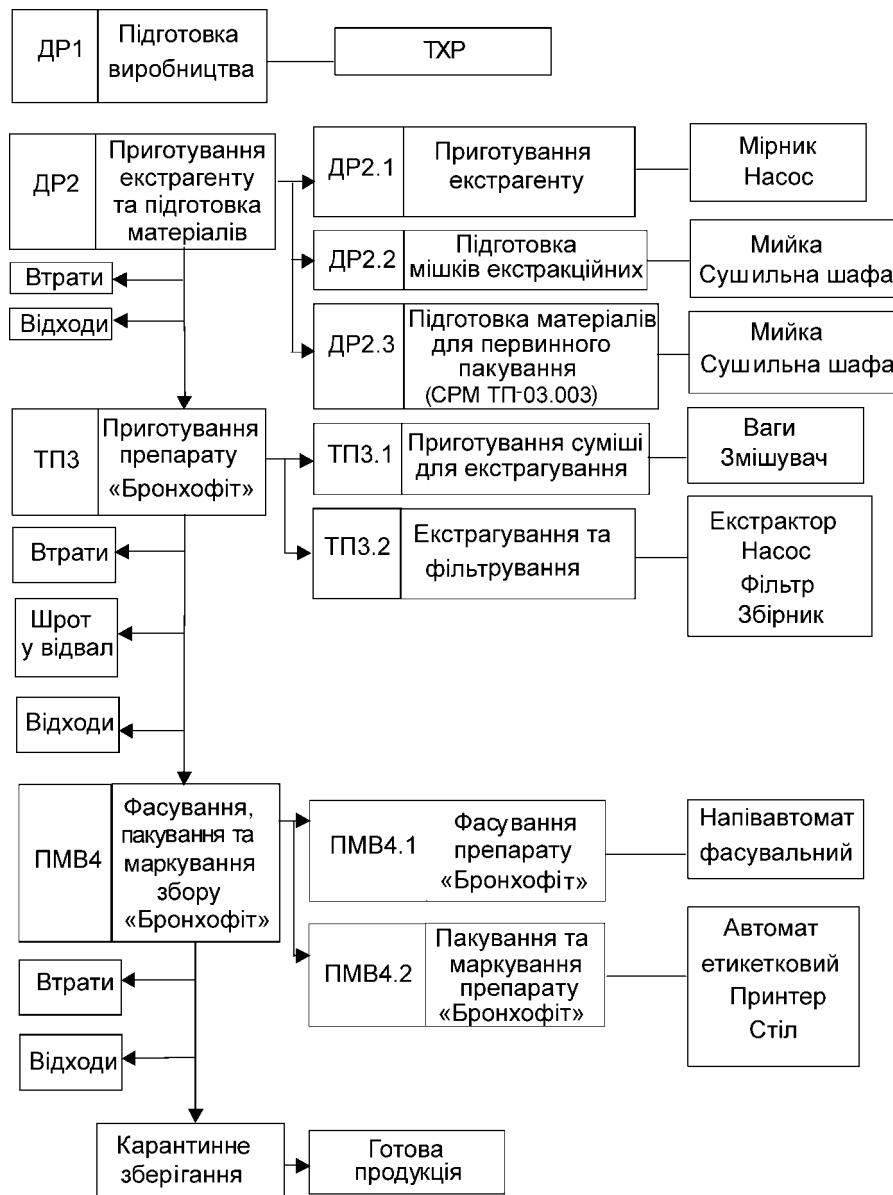 ДР1
Підготовка
виробництва
ТХР
ДР2
Приготування
екстрагенту
та підготовка
матеріалів
ДР2.1
Приготування
екстрагенту
Мірник
Насос
ДР2.2
Підготовка
мішків екстракційних
Мийка
Сушильна шафа
Втрати
Відходи
ДР2.3
Підготовка матеріалів
для первинного
пакування
(СРМ ТП-03.003)
Мийка
Сушильна шафа
ТП3
Приготування
препарату
«Бронхофіт»
ТП3.1
Приготування суміші
для екстрагування
Ваги
Змішувач
ТП3.2
Екстрагування та
фільтрування
Екстрактор
Насос
Фільтр
Збірник
Втрати
Шрот
у відвал
Відходи
ПМВ4
Фасування,
пакування та
маркування
збору
«Бронхофіт»
ПМВ4.1
Фасування
препарату
«Бронхофіт»
Напівавтомат
фасувальний
ПМВ4.2
Пакування та
маркування
препарату
«Бронхофіт»
Автомат
етикетковий
Принтер
Стіл
Втрати
Відходи
Карантинне
зберігання
Готова
продукція